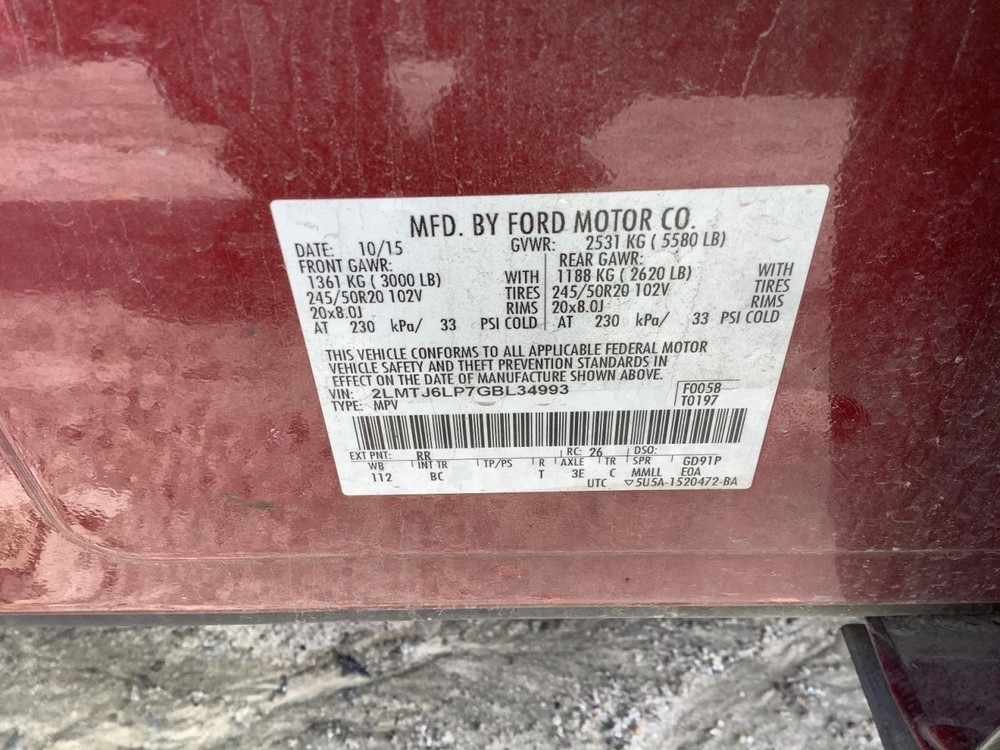 MFD. BY FORD MOTOR CO.
DATE: 10/15 GVWR: 2531 KG ( 5580 LB)
FRONT GAWR: REAR GAWR:
1361 KG ( 3000 LB) WITH 1188 KG ( 2620 LB) WITH
245/50R20 102V TIRES 245/50R20 102V TIRES
20x8.0J RIMS 20x8.0J RIMS
AT 230 kPa/ 33 PSI COLD AT 230 kPa/ 33 PSI COLD
THIS VEHICLE CONFORMS TO ALL APPLICABLE FEDERAL MOTOR
VEHICLE SAFETY AND THEFT PREVENTION STANDARDS IN
EFFECT ON THE DATE OF MANUFACTURE SHOWN ABOVE.
VIN: 2LMTJ6LP7GBL34993 F0058
TYPE: MPV T0197
EXT PNT: RR RC: 26 DSO:
WB INT TR TP/PS R AXLE TR SPR GD91P
112 BC T 3E C MMLL E0A
UTC ▽5U5A-1520472-BA